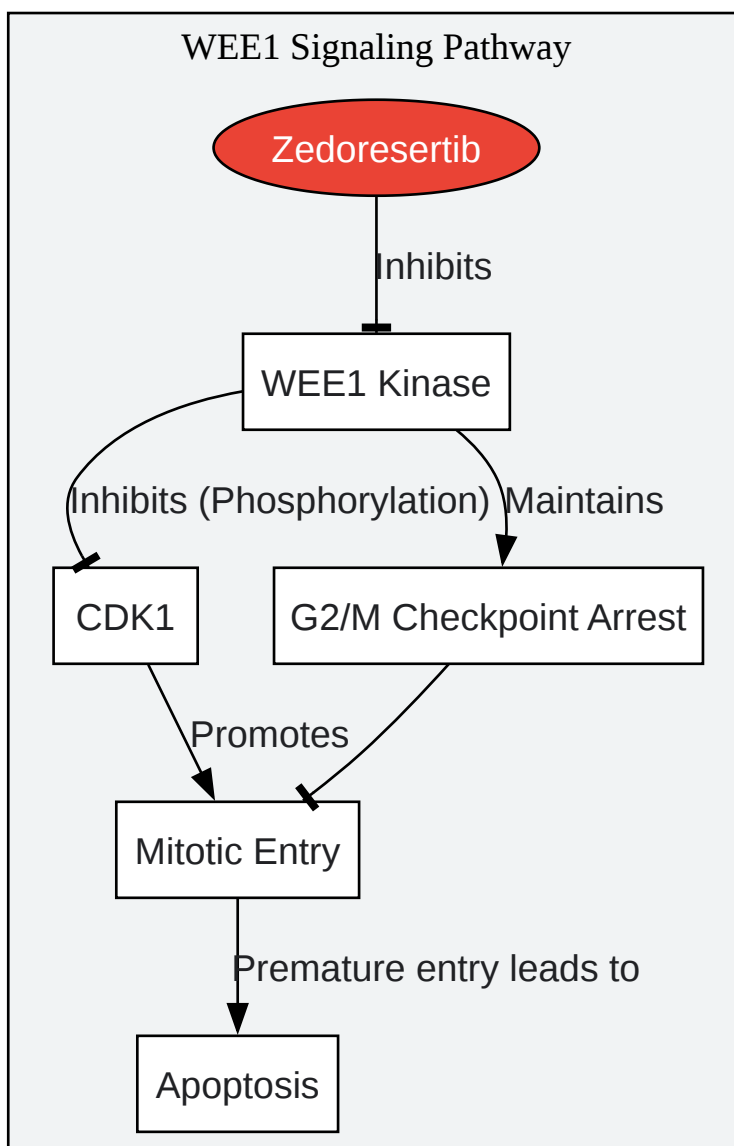 WEE1 Signaling Pathway
Zedoresertib
Inhibits
WEE1 Kinase
Inhibits (Phosphorylation)
Maintains
CDK1
G2/M Checkpoint Arrest
Promotes
Mitotic Entry
Premature entry leads to
Apoptosis